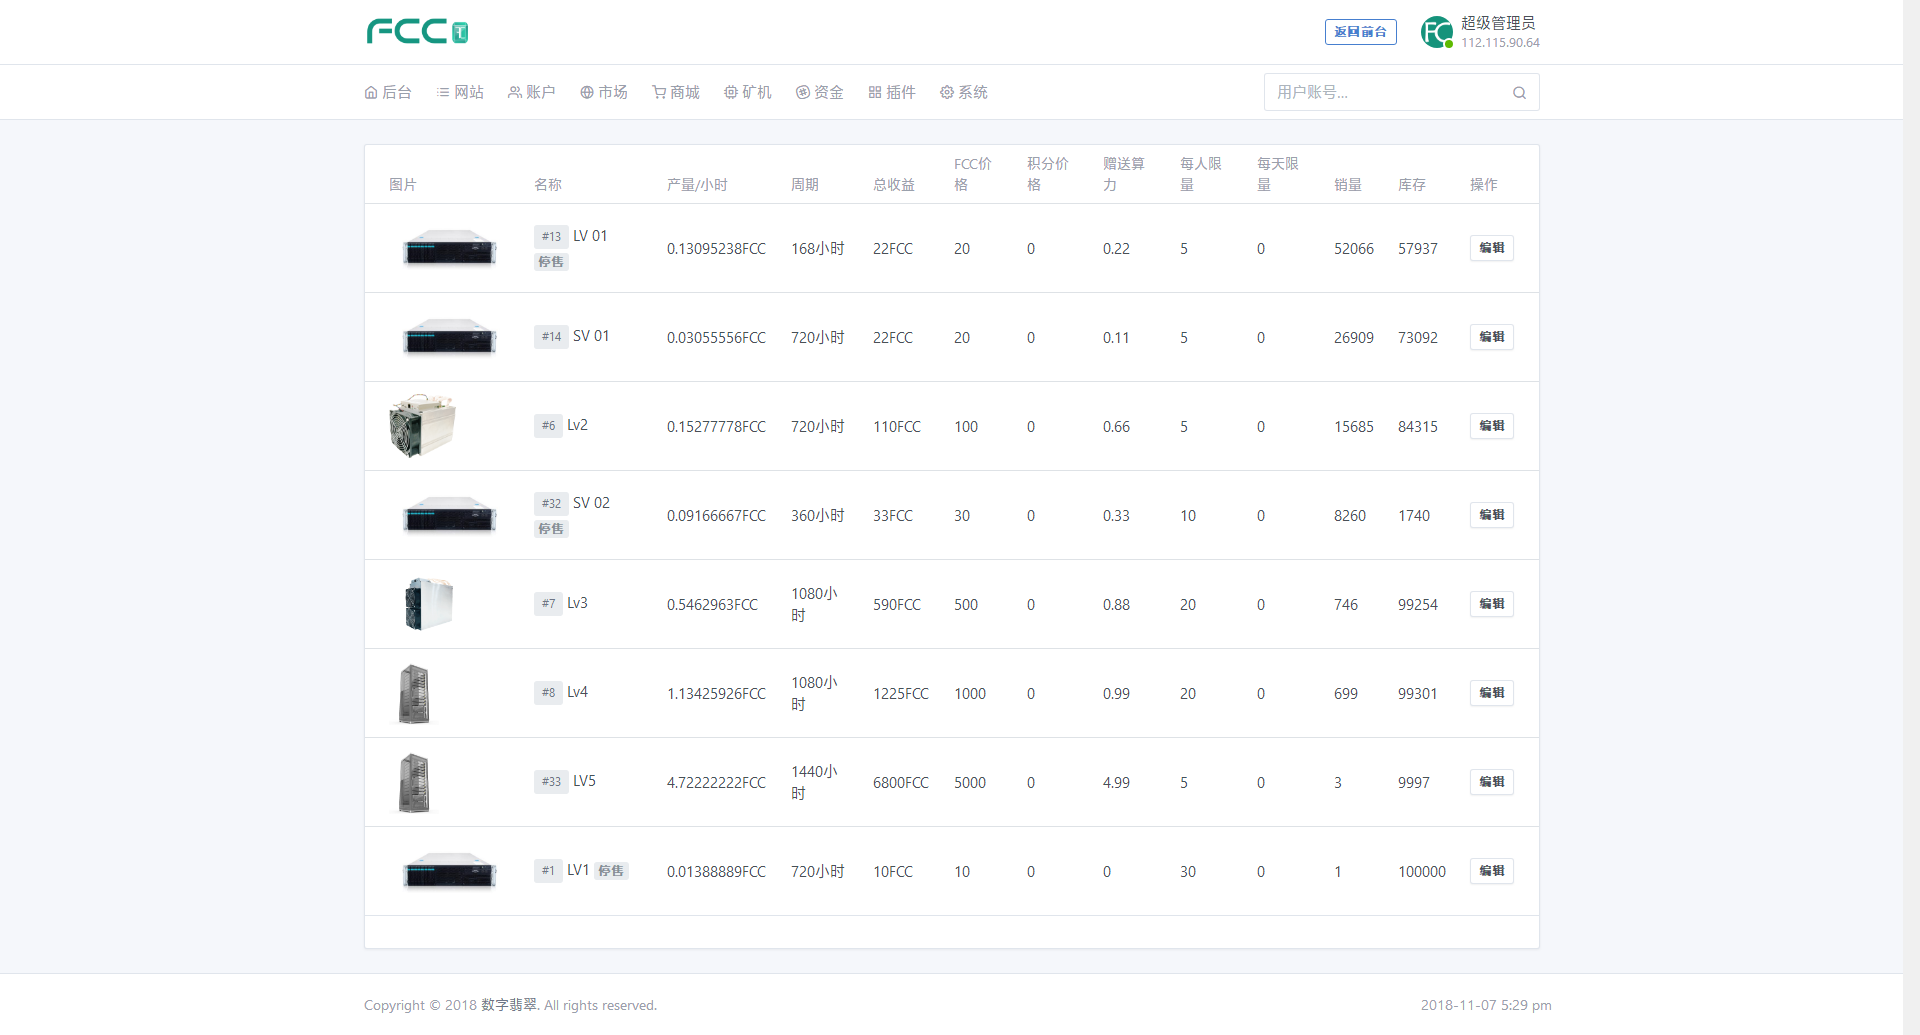 FCC
返回前台
超级管理员
112.115.90.64
后台 网站 账户 市场 商城 矿机 资金 插件 系统 用户账号...
图片 名称 产量/小时 周期 总收益 FCC价格 积分价格 赠送算力 每人限量 每天限量 销量 库存 操作
#13 LV 01 停售 0.13095238FCC 168小时 22FCC 20 0 0.22 5 0 52066 57937 编辑
#14 SV 01 0.03055556FCC 720小时 22FCC 20 0 0.11 5 0 26909 73092 编辑
#6 Lv2 0.15277778FCC 720小时 110FCC 100 0 0.66 5 0 15685 84315 编辑
#32 SV 02 停售 0.09166667FCC 360小时 33FCC 30 0 0.33 10 0 8260 1740 编辑
#7 Lv3 0.5462963FCC 1080小时 590FCC 500 0 0.88 20 0 746 99254 编辑
#8 Lv4 1.13425926FCC 1080小时 1225FCC 1000 0 0.99 20 0 699 99301 编辑
#33 LV5 4.72222222FCC 1440小时 6800FCC 5000 0 4.99 5 0 3 9997 编辑
#1 LV1 停售 0.01388889FCC 720小时 10FCC 10 0 0 30 0 1 100000 编辑
Copyright © 2018 数字翡翠. All rights reserved. 2018-11-07 5:29 pm